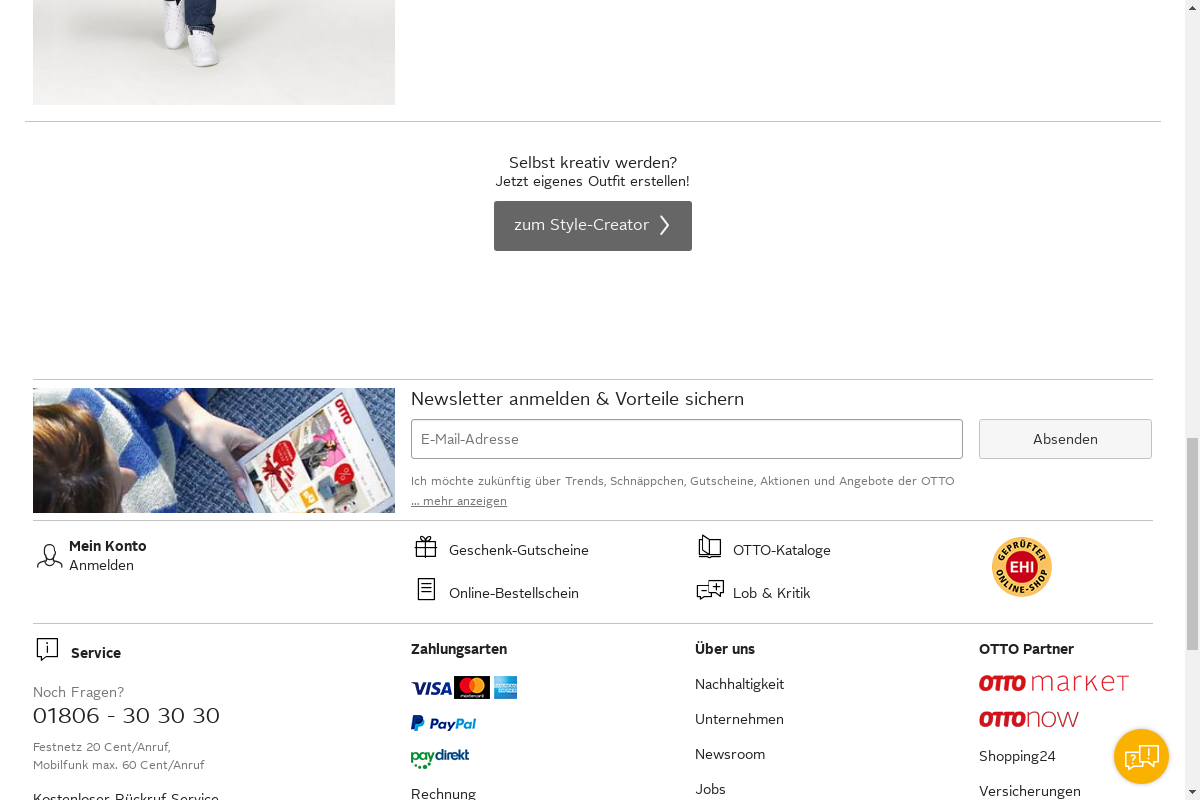 Selbst kreativ werden?
Jetzt eigenes Outfit erstellen!
zum Style-Creator
OTTO
Newsletter anmelden & Vorteile sichern
E-Mail-Adresse
Absenden
Ich möchte zukünftig über Trends, Schnäppchen, Gutscheine, Aktionen und Angebote der OTTO
... mehr anzeigen
Mein Konto
Anmelden
Geschenk-Gutscheine
Online-Bestellschein
OTTO-Kataloge
Lob & Kritik
GEPRÜFTER
EHI
ONLINE-SHOP
Service
Noch Fragen?
01806 - 30 30 30
Festnetz 20 Cent/Anruf,
Mobilfunk max. 60 Cent/Anruf
Kostenloser Rückruf Service
Zahlungsarten
VISA mastercard AMERICAN EXPRESS
PayPal
paydirekt
Rechnung
Über uns
Nachhaltigkeit
Unternehmen
Newsroom
Jobs
OTTO Partner
OTTO market
OTTO NOW
Shopping24
Versicherungen